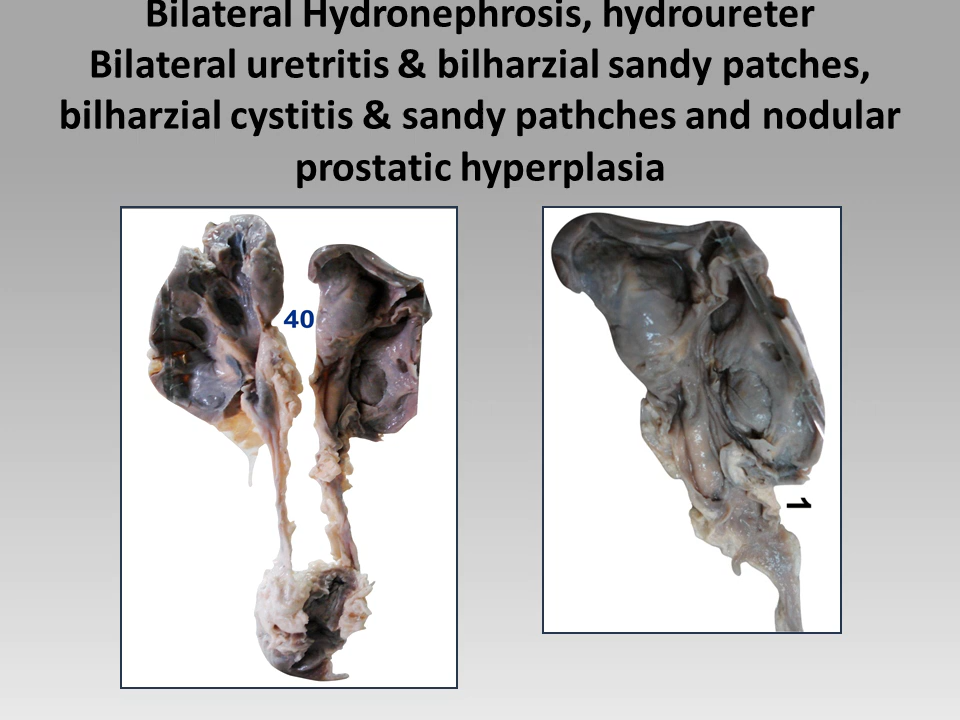 Bilateral Hydronephrosis, hydroureter
Bilateral uretritis & bilharzial sandy patches,
bilharzial cystitis & sandy pathches and nodular
prostatic hyperplasia
40
1